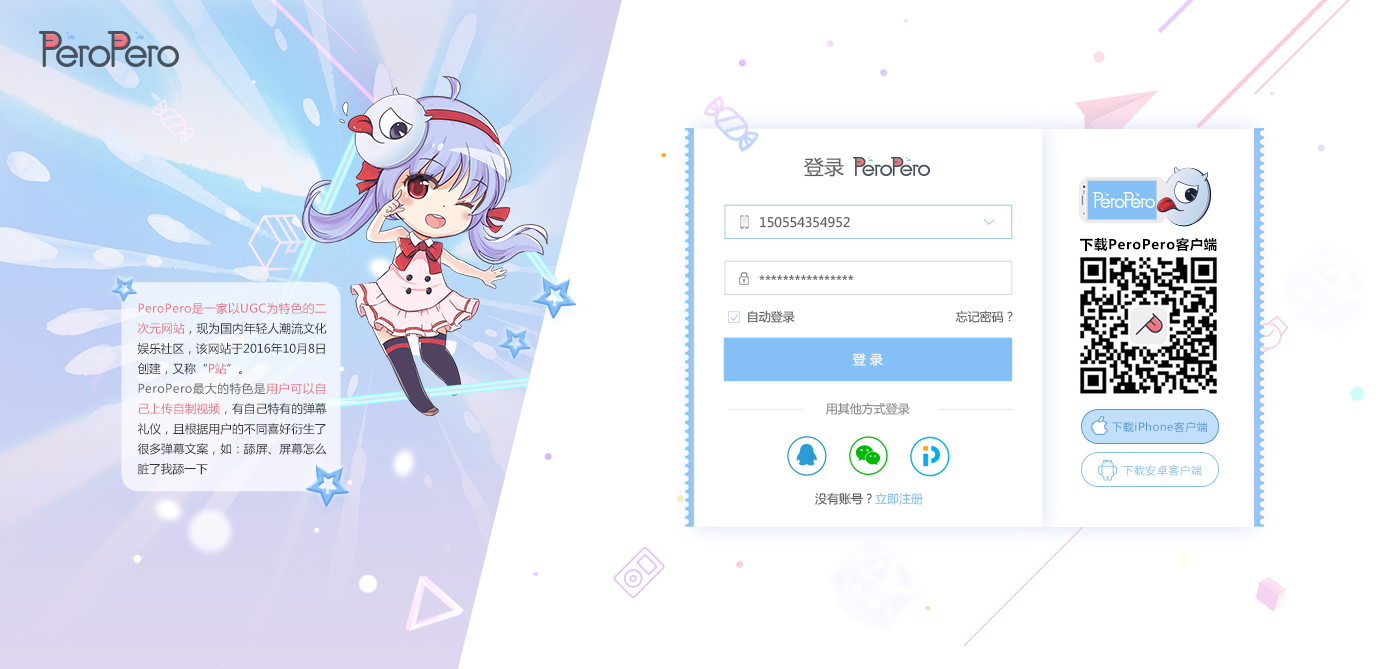 PeroPero
PeroPero是一家以UGC为特色的二
次元网站，现为国内年轻人潮流文化
娱乐社区，该网站于2016年10月8日
创建，又称“P站”。
PeroPero最大的特色是用户可以自
己上传自制视频，有自己特有的弹幕
礼仪，且根据用户的不同喜好衍生了
很多弹幕文案，如：舔屏、屏幕怎么
脏了我舔一下
登录 PeroPero
150554354952
****************
自动登录
忘记密码？
登 录
用其他方式登录
没有账号？立即注册
PeroPero
下载PeroPero客户端
下载iPhone客户端
下载安卓客户端